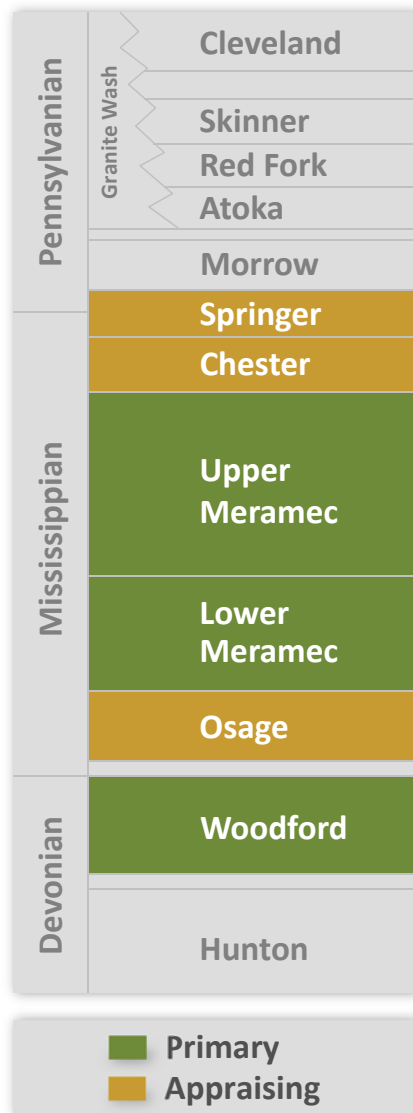 Pennsylvanian
Granite Wash
Cleveland
Skinner
Red Fork
Atoka
Morrow
Springer
Mississippian
Chester
Upper
Meramec
Lower
Meramec
Osage
Devonian
Woodford
Hunton
Primary
Appraising